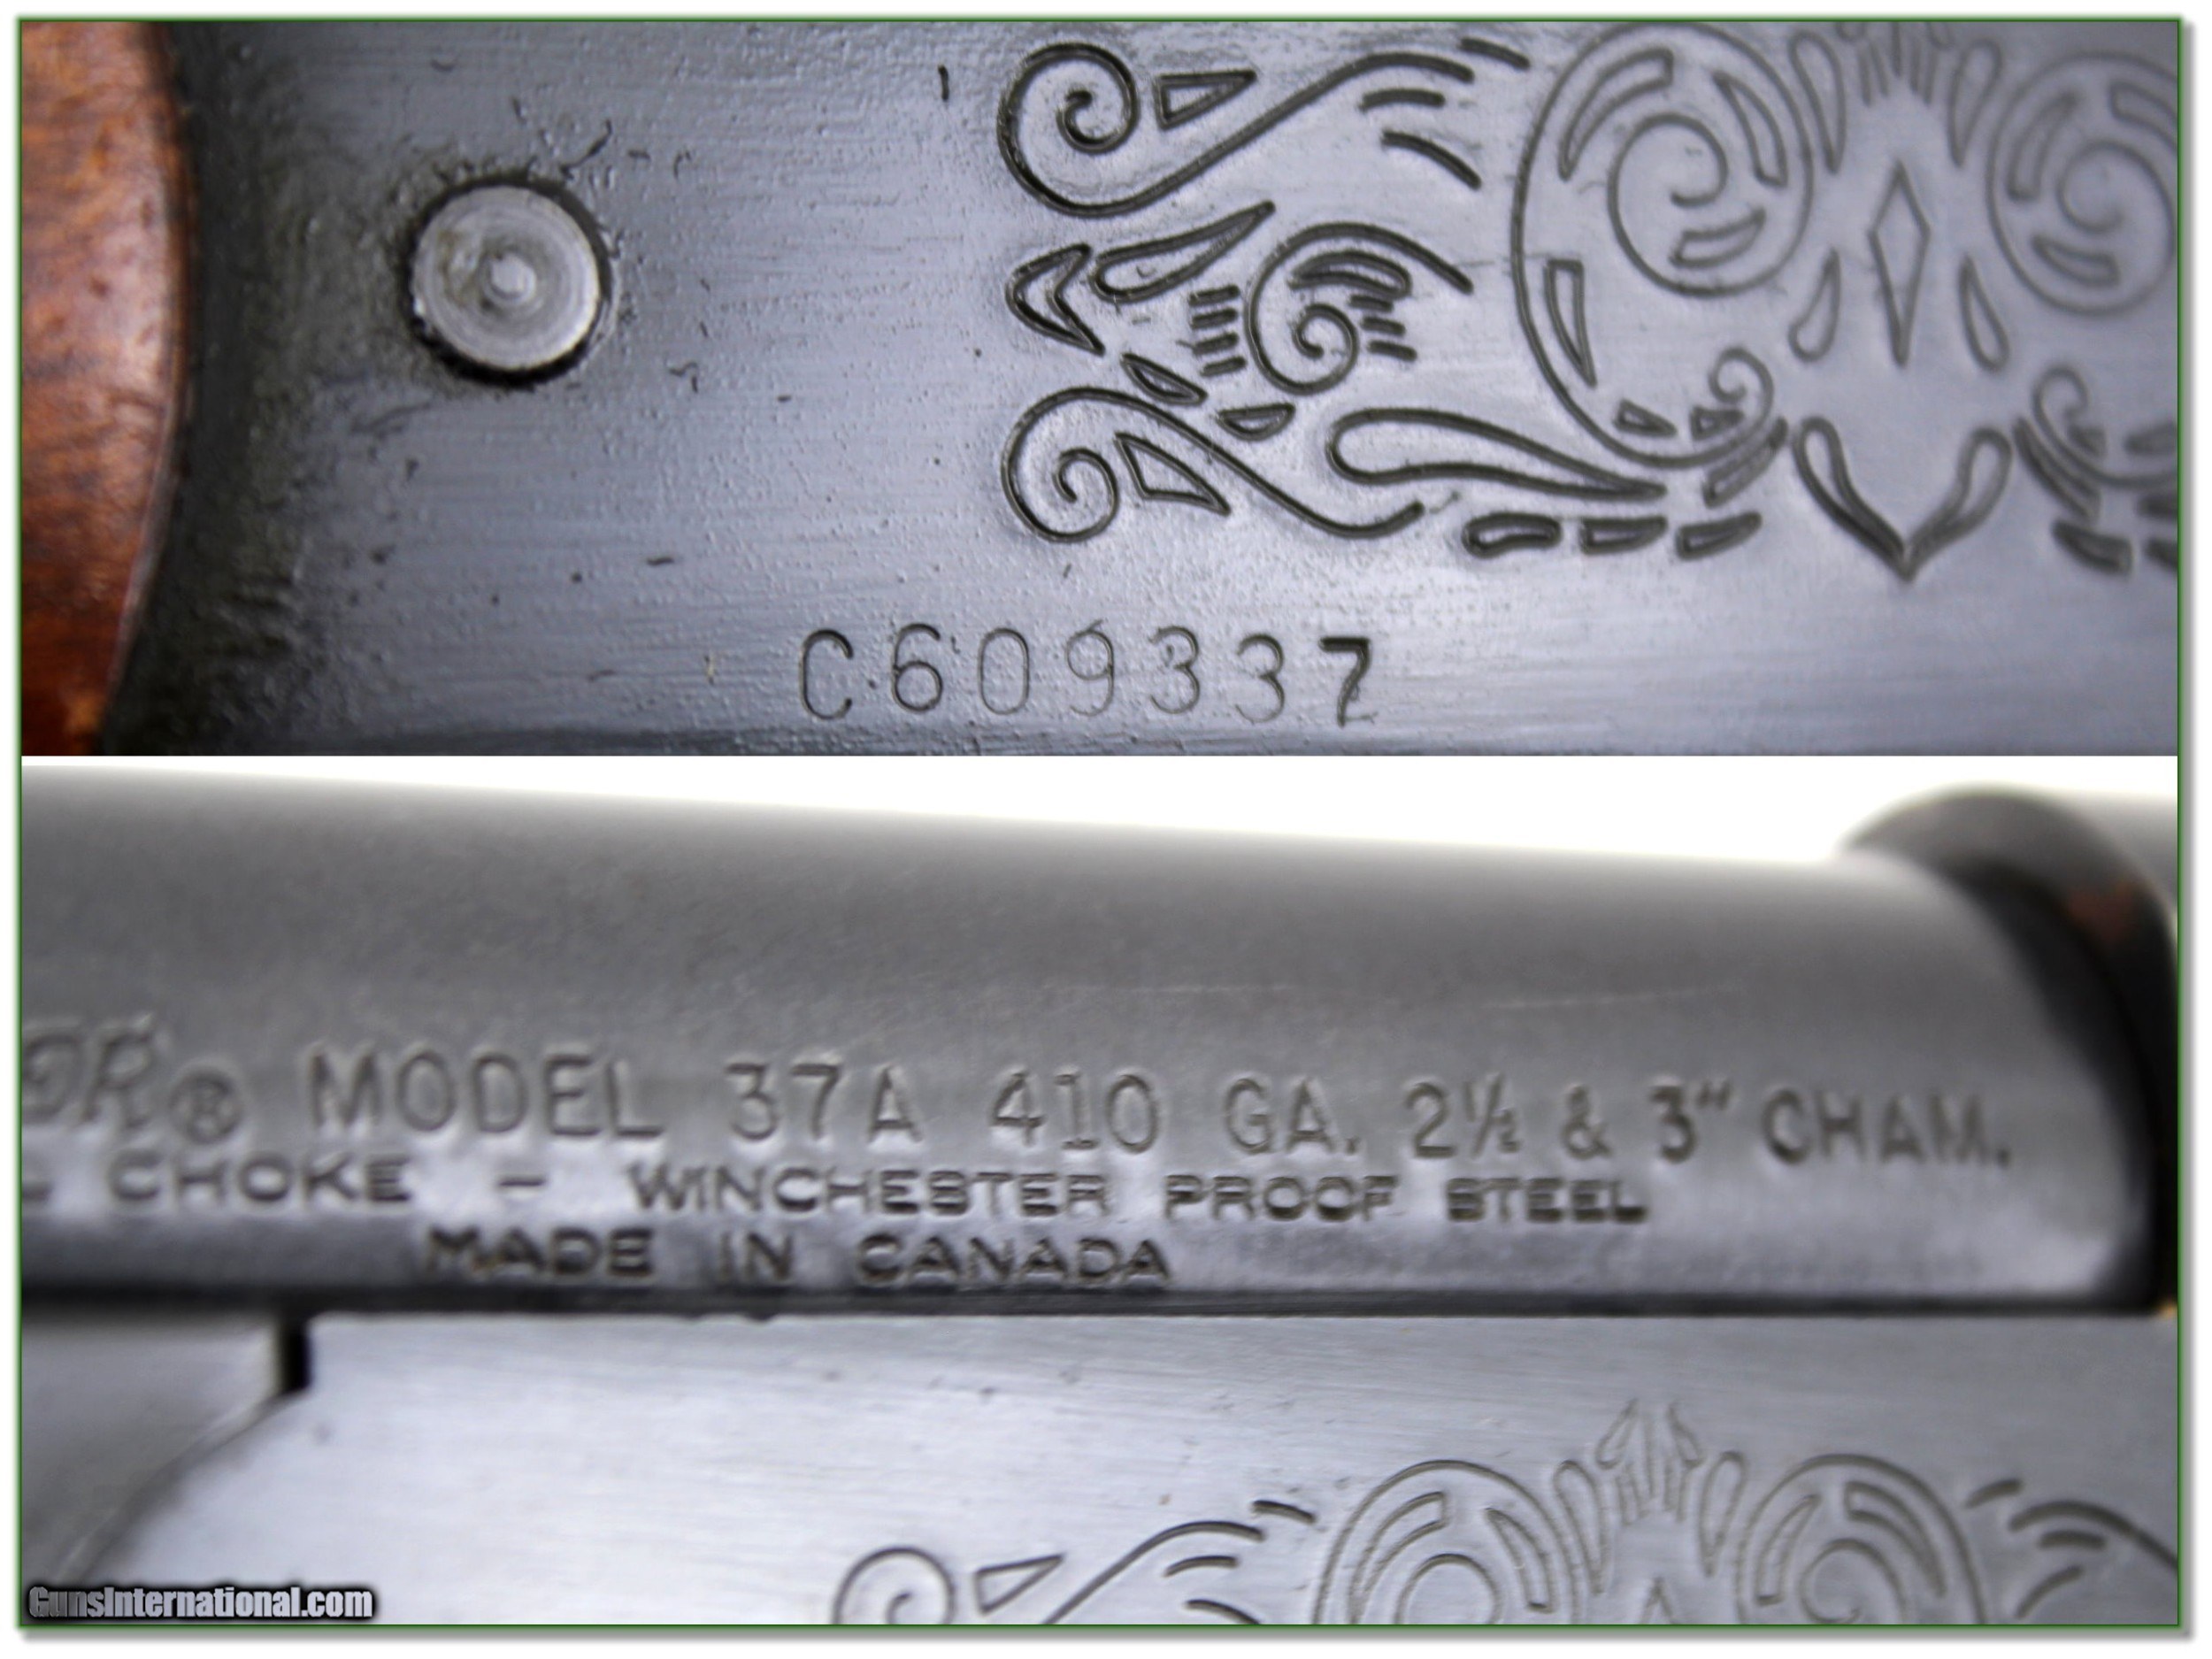 C609337
® MODEL 37A 410 GA. 2½ & 3" CHAM.
CHOKE - WINCHESTER PROOF STEEL
MADE IN CANADA
GunsInternational.com